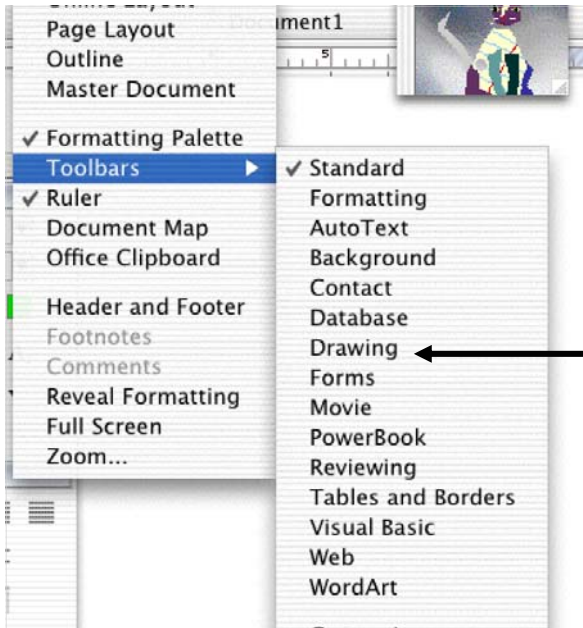 Page Layout
Outline
Master Document
✓ Formatting Palette
Toolbars
✓ Ruler
Document Map
Office Clipboard
Header and Footer
Footnotes
Comments
Reveal Formatting
Full Screen
Zoom...
ument1
5
✓ Standard
Formatting
AutoText
Background
Contact
Database
Drawing
Forms
Movie
PowerBook
Reviewing
Tables and Borders
Visual Basic
Web
WordArt